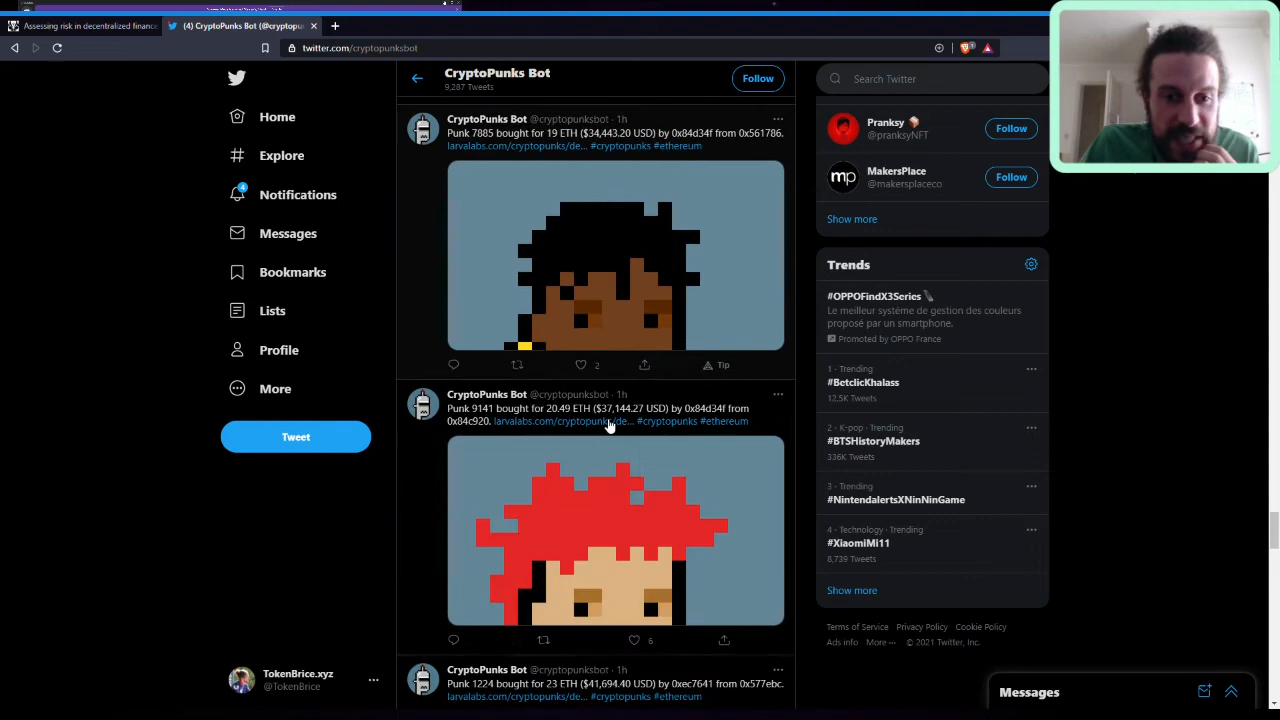 Assessing risk in decentralized finance
(4) CryptoPunks Bot (@cryptopu
twitter.com/cryptopunksbot
Home
Explore
4
Notifications
Messages
Bookmarks
Lists
Profile
More
Tweet
TokenBrice.xyz
@TokenBrice
CryptoPunks Bot
9,287 Tweets
Follow
CryptoPunks Bot @cryptopunksbot · 1h
Punk 7885 bought for 19 ETH ($34,443.20 USD) by 0x84d34f from 0x561786.
larvalabs.com/cryptopunks/de... #cryptopunks #ethereum
2
Tip
CryptoPunks Bot @cryptopunksbot · 1h
Punk 9141 bought for 20.49 ETH ($37,144.27 USD) by 0x84d34f from
0x84c920. larvalabs.com/cryptopunks/de... #cryptopunks #ethereum
6
CryptoPunks Bot @cryptopunksbot · 1h
Punk 1224 bought for 23 ETH ($41,694.40 USD) by 0xec7641 from 0x577ebc.
larvalabs.com/cryptopunks/de... #cryptopunks #ethereum
Search Twitter
Pranksy
@pranksyNFT
Follow
mp
MakersPlace
@makersplaceco
Follow
Show more
Trends
#OPPOFindX3Series
Le meilleur système de gestion des couleurs
proposé par un smartphone.
Promoted by OPPO France
1 · Trending
#BetclicKhalass
12.5K Tweets
2 · K-pop · Trending
#BTSHistoryMakers
336K Tweets
3 · Trending
#NintendalertsXNinNinGame
4 · Technology · Trending
#XiaomiMi11
8,739 Tweets
Show more
Terms of Service Privacy Policy Cookie Policy
Ads info More ··· © 2021 Twitter, Inc.
Messages